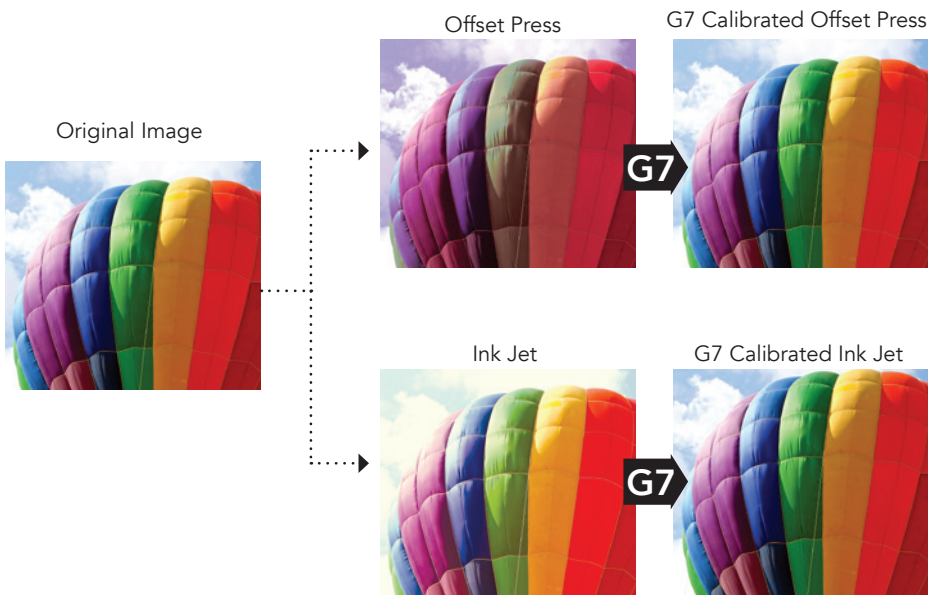 Original Image
Offset Press
G7
G7 Calibrated Offset Press
Ink Jet
G7
G7 Calibrated Ink Jet